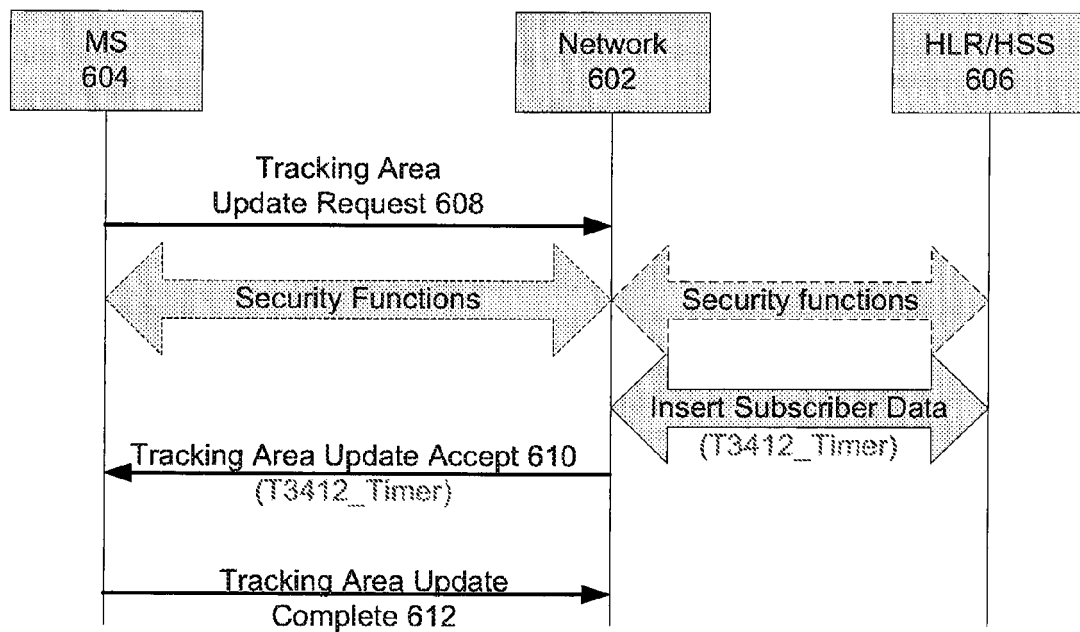 MS
604
Network
602
HLR/HSS
606
Tracking Area
Update Request 608
Security Functions
Security functions
Insert Subscriber Data
(T3412_Timer)
Tracking Area Update Accept 610
(T3412_Timer)
Tracking Area Update
Complete 612